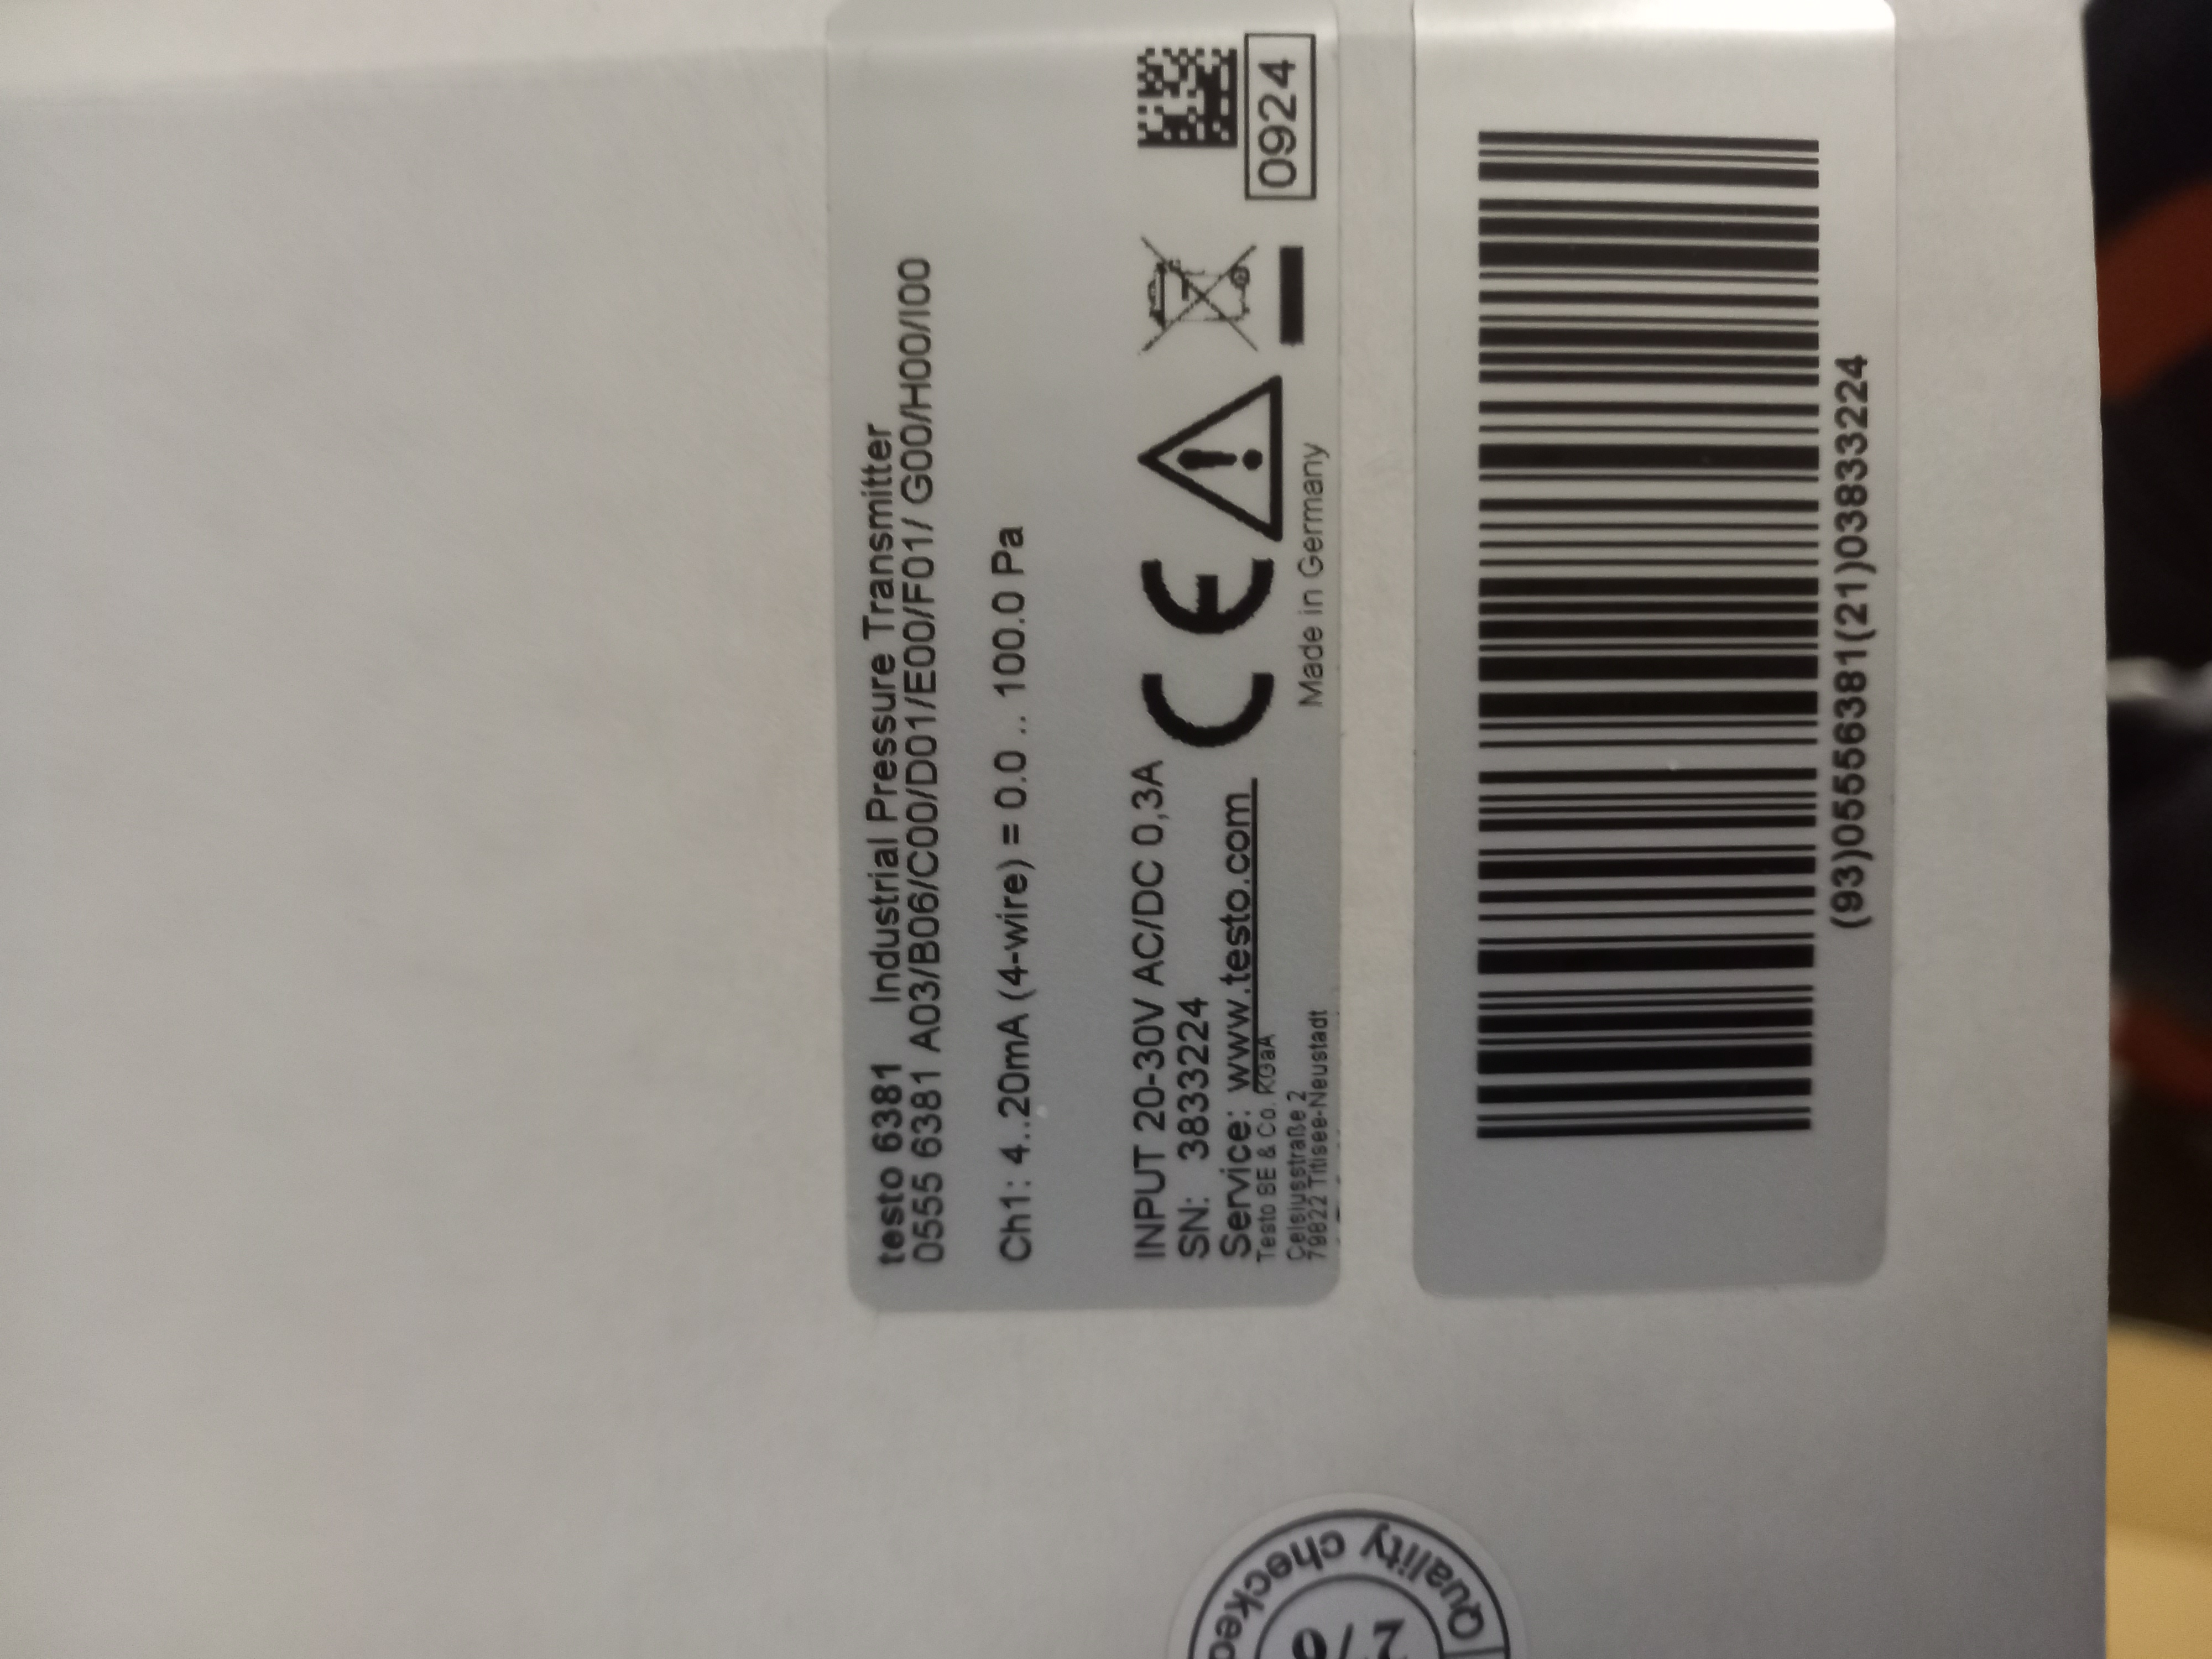 testo 6381 Industrial Pressure Transmitter
0555 6381 A03/B06/C00/D01/E00/F01/ G00/H00/I00
Ch1: 4..20mA (4-wire) = 0.0 .. 100.0 Pa
INPUT 20-30V AC/DC 0,3A
SN: 3833224
Service: www.testo.com
Testo SE & Co. KGaA
Celsiusstraße 2
79822 Titisee-Neustadt
CE
Made in Germany
0924
Quality checked
(93)05556381(21)03833224